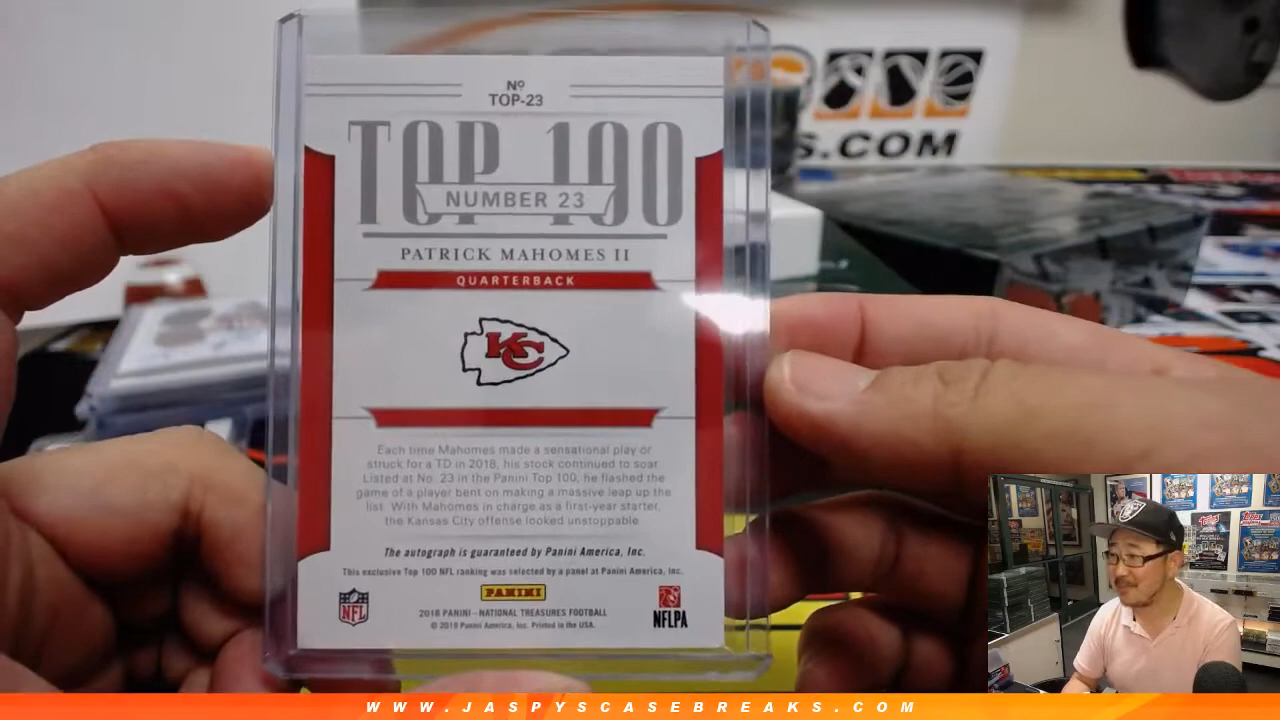 Nº
TOP-23
TOP 100
NUMBER 23
PATRICK MAHOMES II
QUARTERBACK
KC
Each time Mahomes made a sensational play or
struck for a TD in 2018, his stock continued to soar
Listed at No. 23 in the Panini Top 100, he flashed the
game of a player bent on making a massive leap up the
list. With Mahomes in charge as a first-year starter,
the Kansas City offense looked unstoppable
The autograph is guaranteed by Panini America, Inc.
This exclusive Top 100 NFL ranking was selected by a panel at Panini America, Inc.
NFL
PANINI
NFLPA
2018 PANINI - NATIONAL TREASURES FOOTBALL
© 2019 Panini America, Inc. Printed in the USA.
S.COM
WWW.JASPYSCASEBREAKS.COM